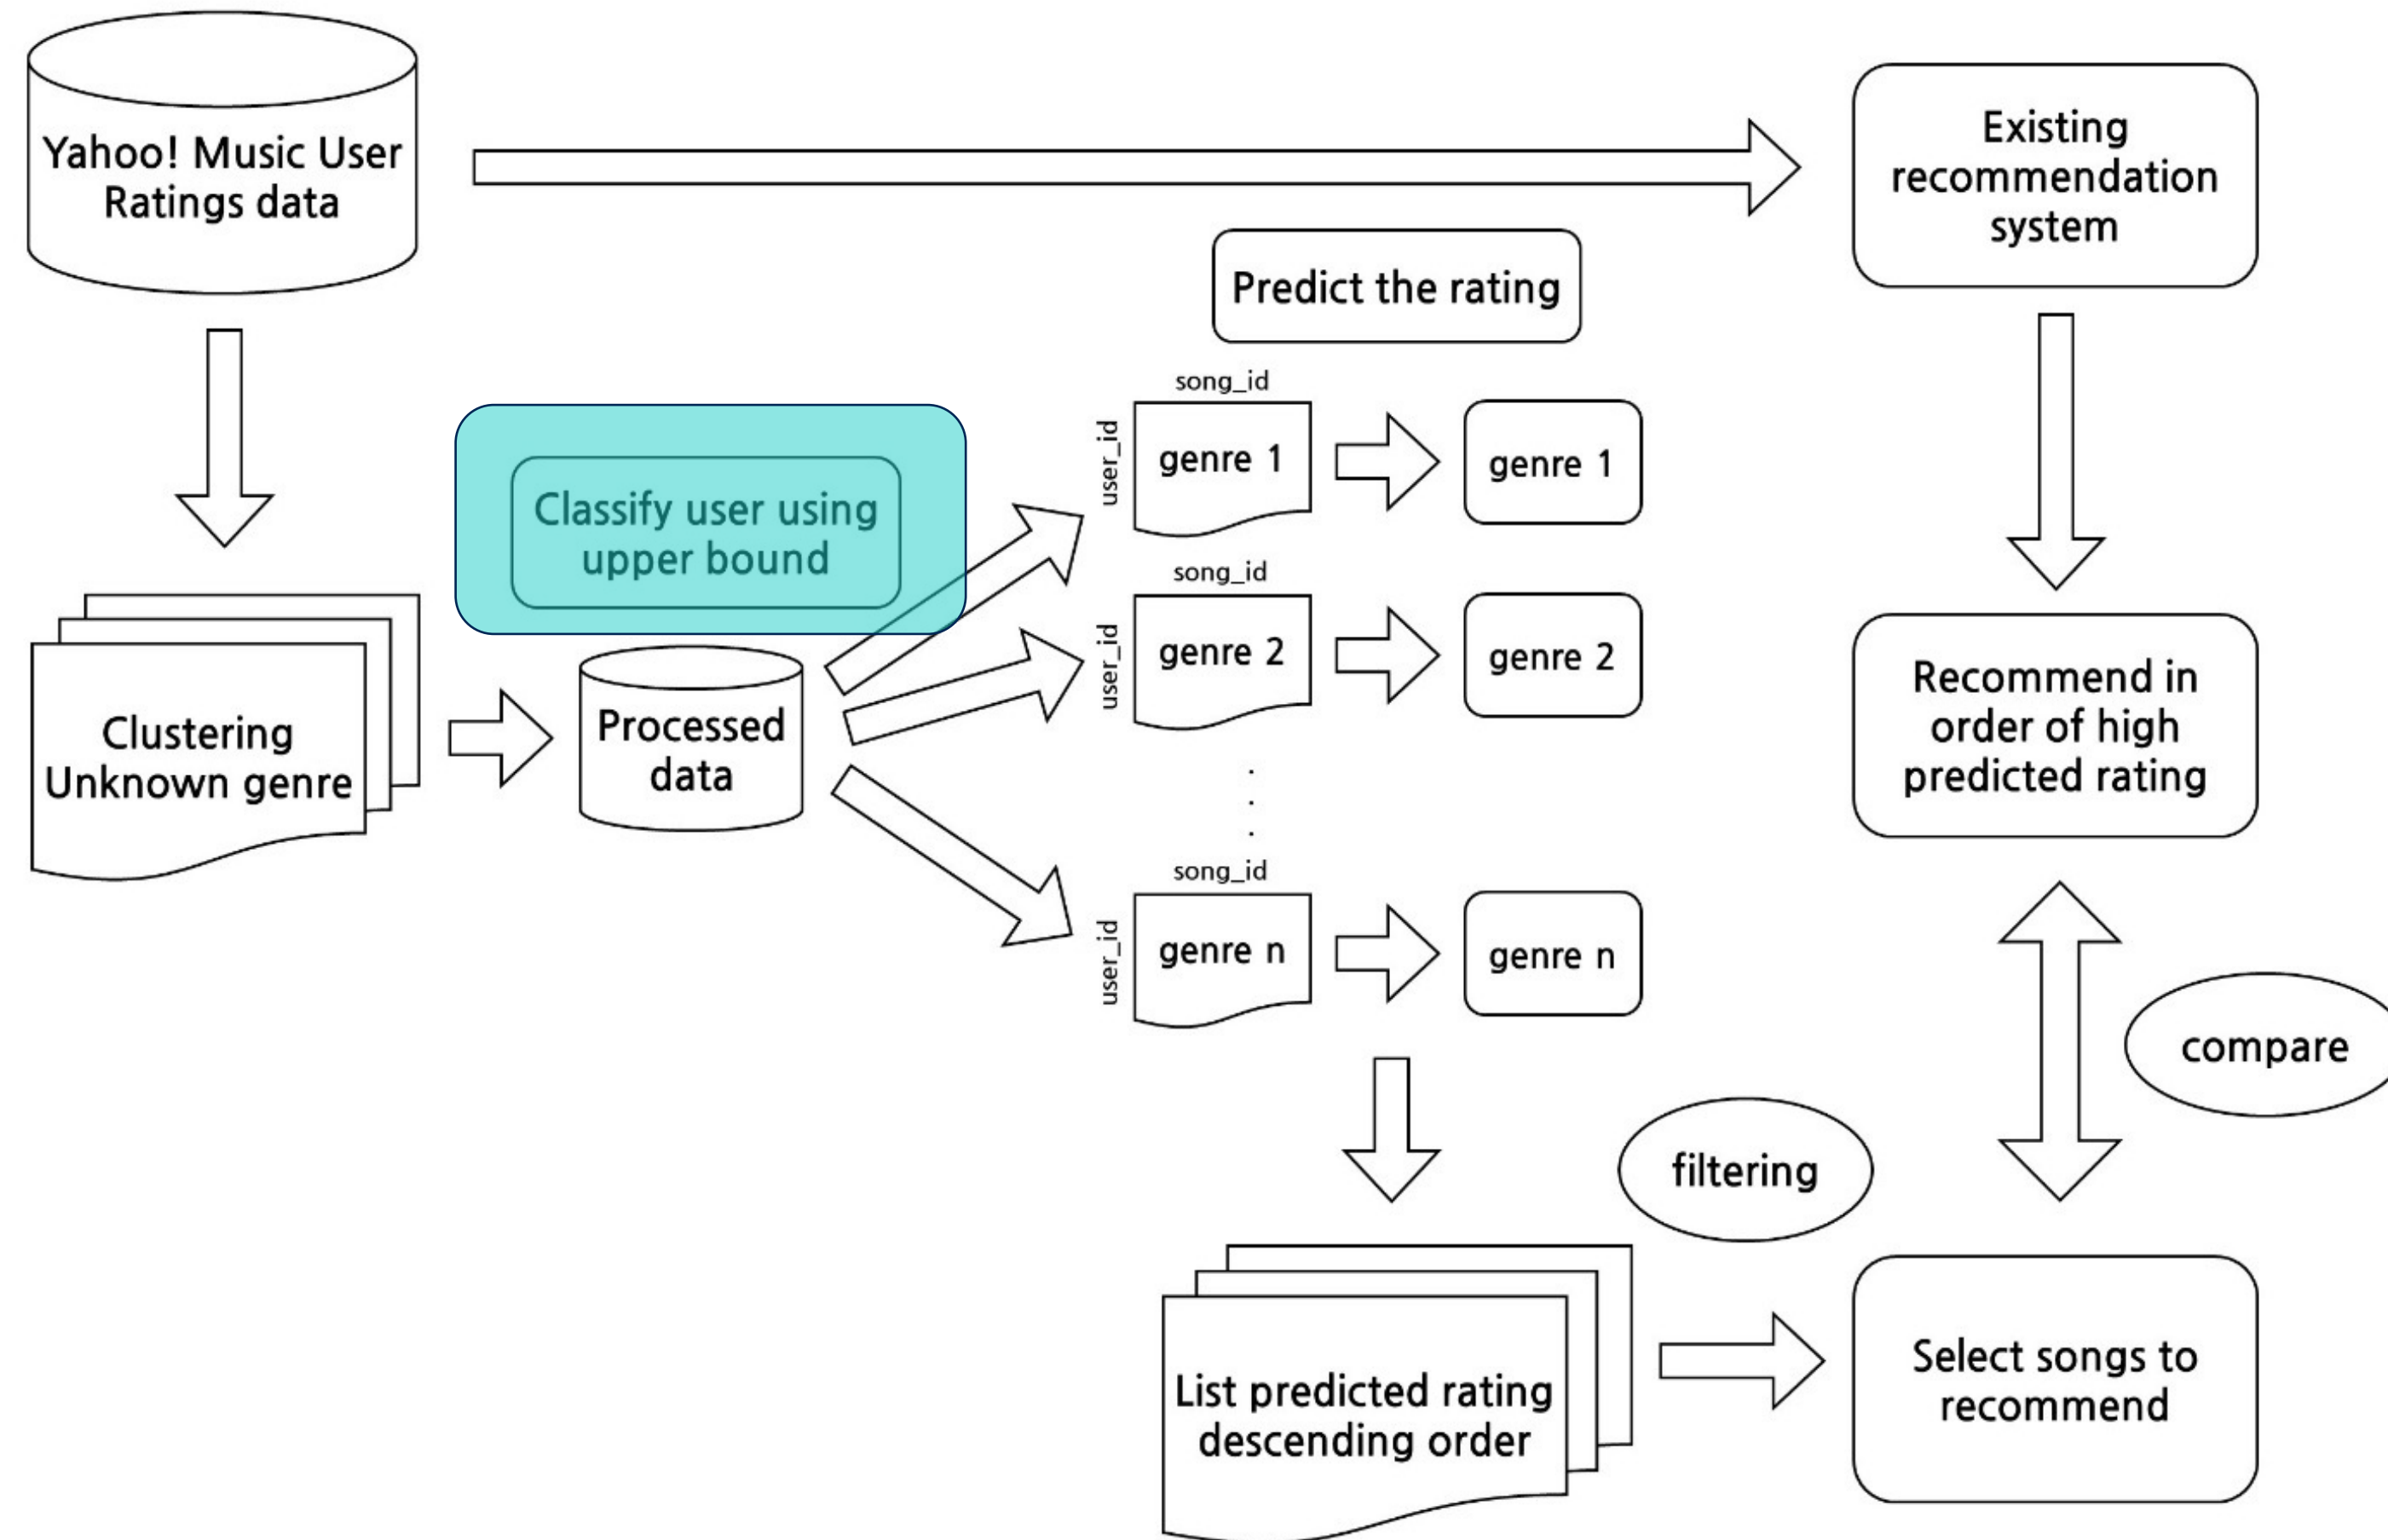 Yahoo! Music User
Ratings data
Existing
recommendation
system
Predict the rating
Classify user using
upper bound
song_id
user_id
genre 1
genre 1
song_id
user_id
genre 2
genre 2
.
.
.
song_id
user_id
genre n
genre n
Clustering
Unknown genre
Processed
data
Recommend in
order of high
predicted rating
compare
filtering
List predicted rating
descending order
Select songs to
recommend